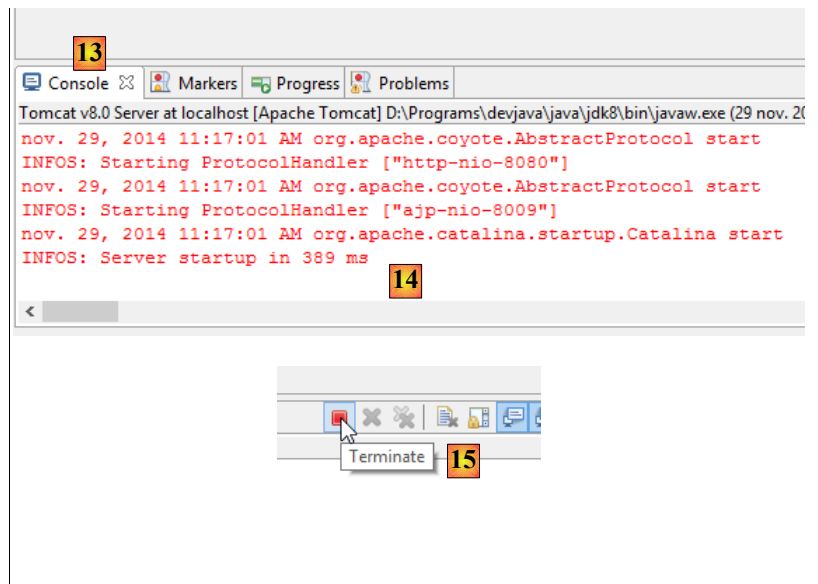 13
Console Markers Progress Problems
Tomcat v8.0 Server at localhost [Apache Tomcat] D:\Programs\devjava\java\jdk8\bin\javaw.exe (29 nov. 20
nov. 29, 2014 11:17:01 AM org.apache.coyote.AbstractProtocol start
INFOS: Starting ProtocolHandler ["http-nio-8080"]
nov. 29, 2014 11:17:01 AM org.apache.coyote.AbstractProtocol start
INFOS: Starting ProtocolHandler ["ajp-nio-8009"]
nov. 29, 2014 11:17:01 AM org.apache.catalina.startup.Catalina start
INFOS: Server startup in 389 ms
14
Terminate
15